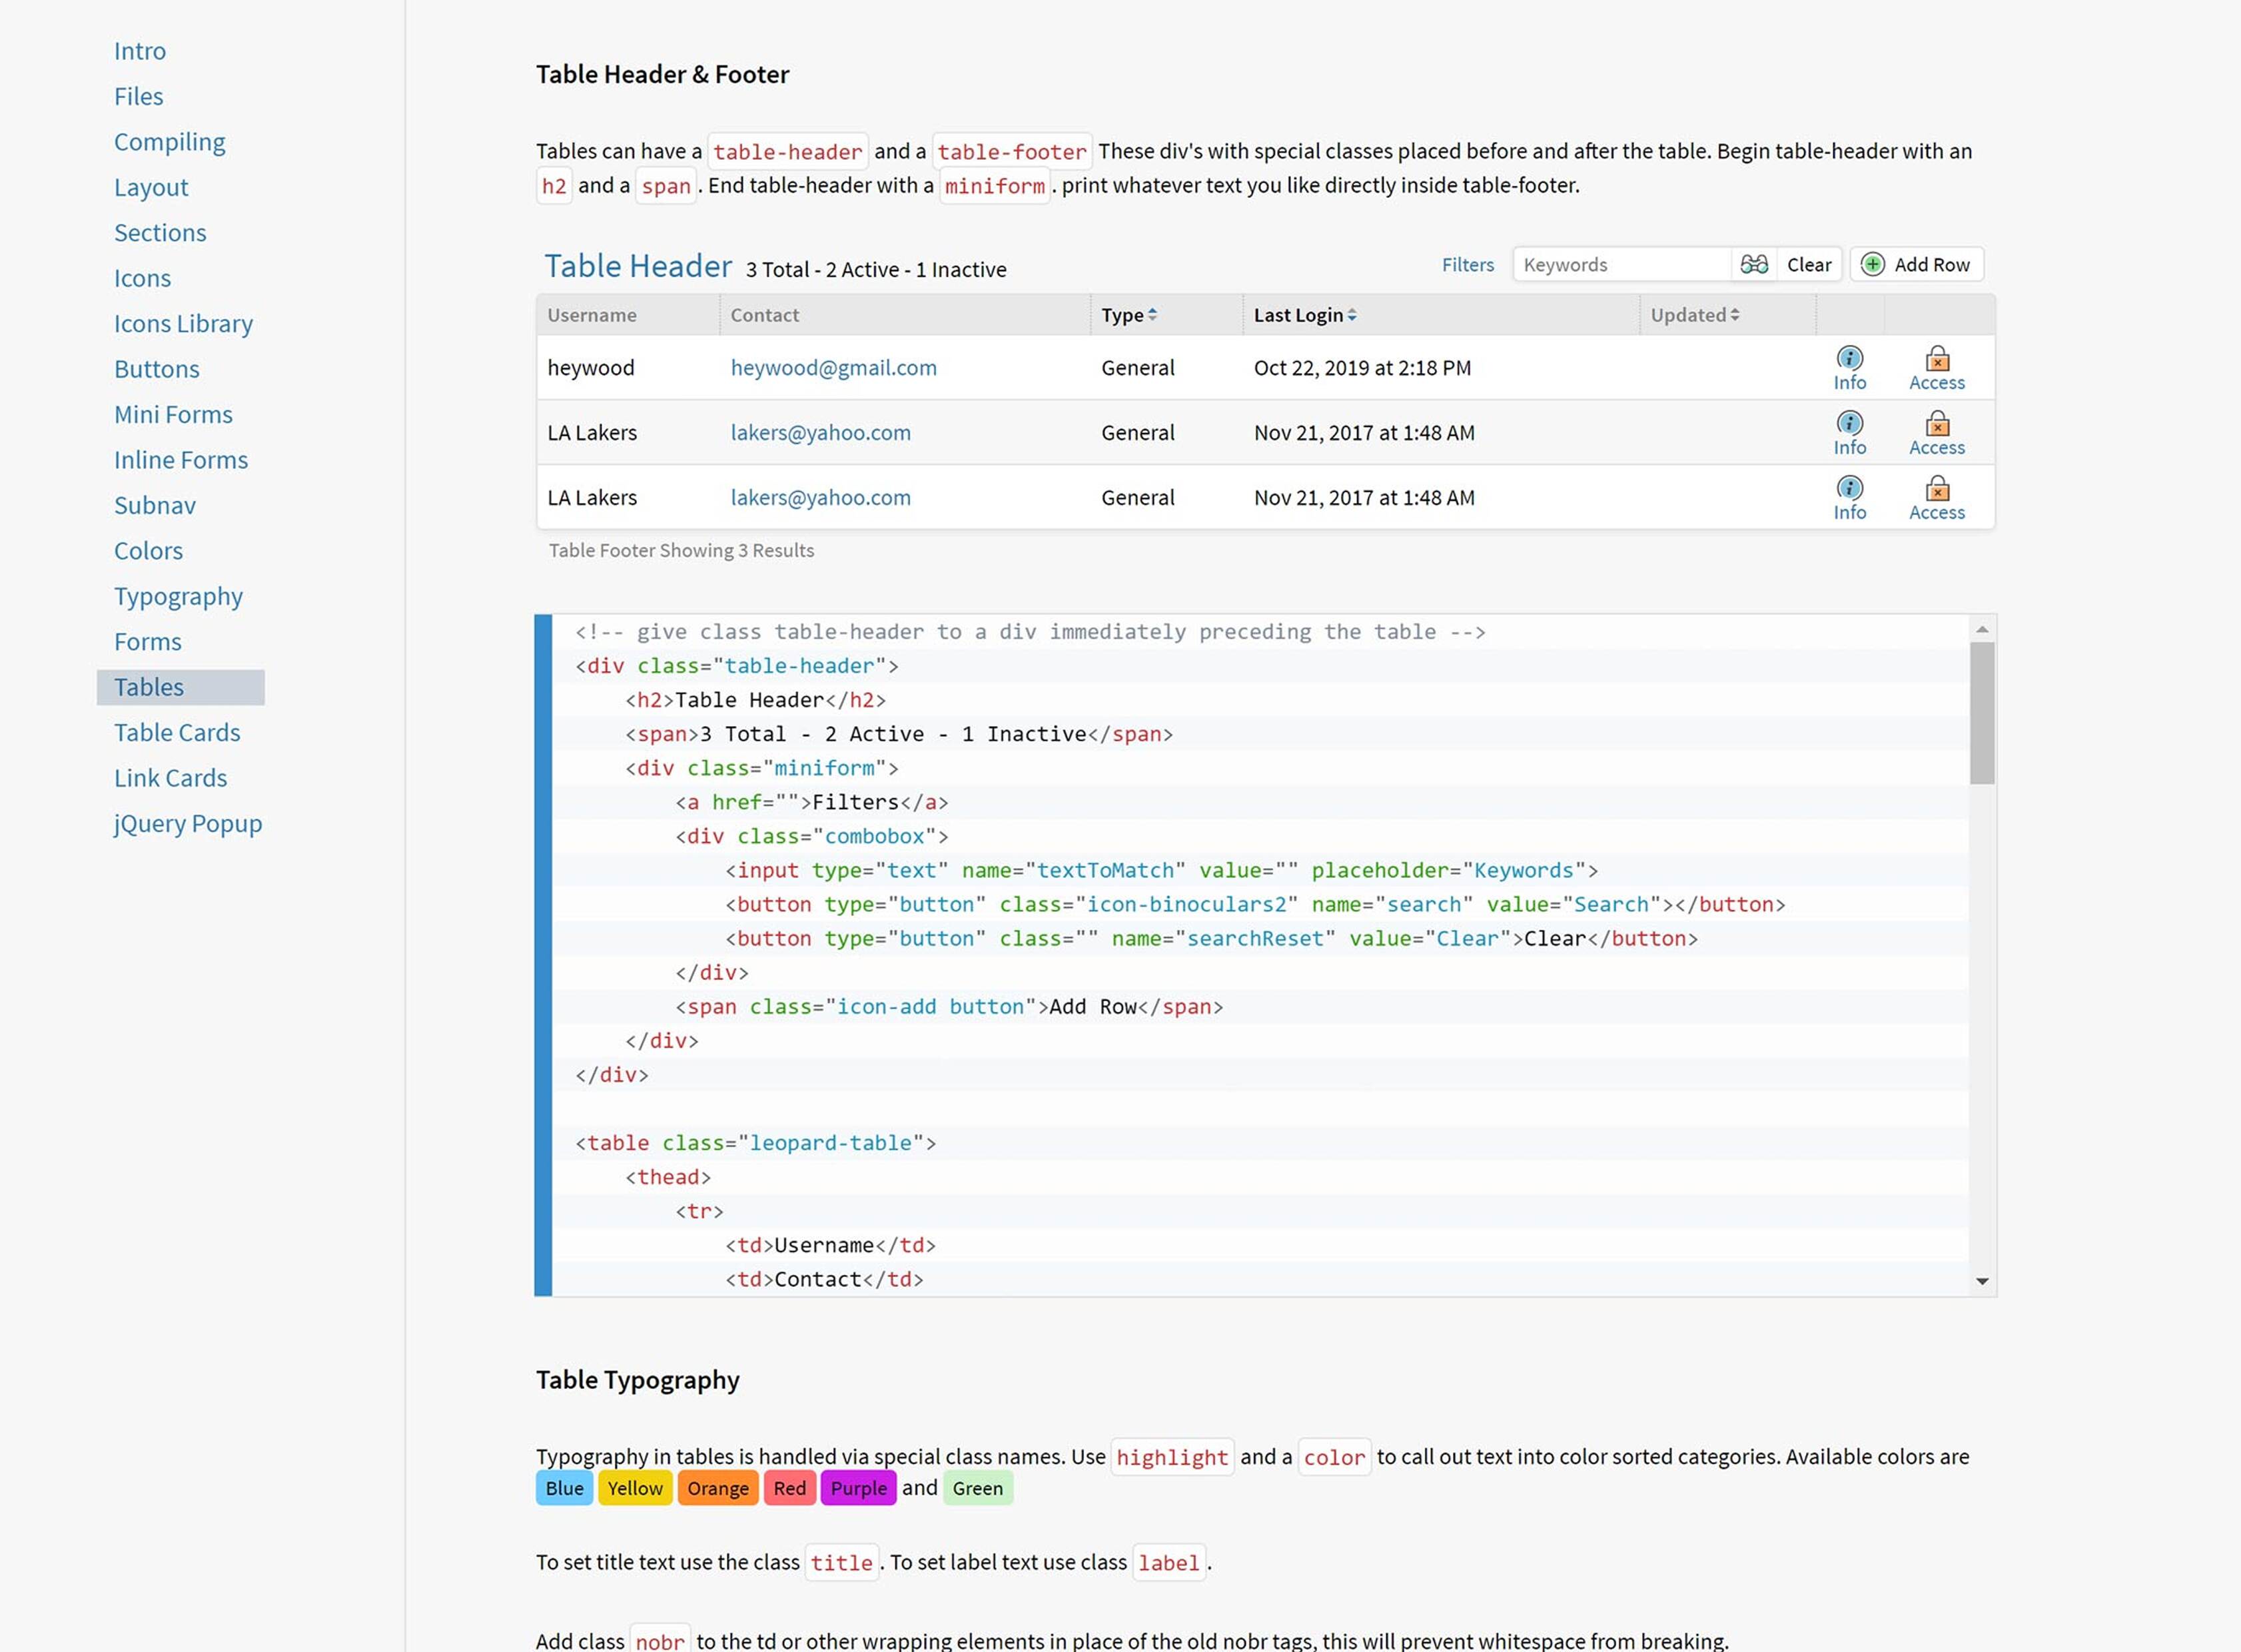 Intro
Files
Compiling
Layout
Sections
Icons
Icons Library
Buttons
Mini Forms
Inline Forms
Subnav
Colors
Typography
Forms
Tables
Table Cards
Link Cards
jQuery Popup
Table Header & Footer
Tables can have a table-header and a table-footer These div's with special classes placed before and after the table. Begin table-header with an
h2 and a span. End table-header with a miniform. print whatever text you like directly inside table-footer.
Table Header 3 Total - 2 Active - 1 Inactive Filters Keywords Clear Add Row
Username Contact Type Last Login Updated
heywood heywood@gmail.com General Oct 22, 2019 at 2:18 PM Info Access
LA Lakers lakers@yahoo.com General Nov 21, 2017 at 1:48 AM Info Access
LA Lakers lakers@yahoo.com General Nov 21, 2017 at 1:48 AM Info Access
Table Footer Showing 3 Results
<!-- give class table-header to a div immediately preceding the table -->
<div class="table-header">
    <h2>Table Header</h2>
    <span>3 Total - 2 Active - 1 Inactive</span>
    <div class="miniform">
        <a href="">Filters</a>
        <div class="combobox">
            <input type="text" name="textToMatch" value="" placeholder="Keywords">
            <button type="button" class="icon-binoculars2" name="search" value="Search"></button>
            <button type="button" class="" name="searchReset" value="Clear">Clear</button>
        </div>
        <span class="icon-add button">Add Row</span>
    </div>
</div>
<table class="leopard-table">
    <thead>
        <tr>
            <td>Username</td>
            <td>Contact</td>
Table Typography
Typography in tables is handled via special class names. Use highlight and a color to call out text into color sorted categories. Available colors are
Blue Yellow Orange Red Purple and Green
To set title text use the class title. To set label text use class label.
Add class nobr to the td or other wrapping elements in place of the old nobr tags, this will prevent whitespace from breaking.